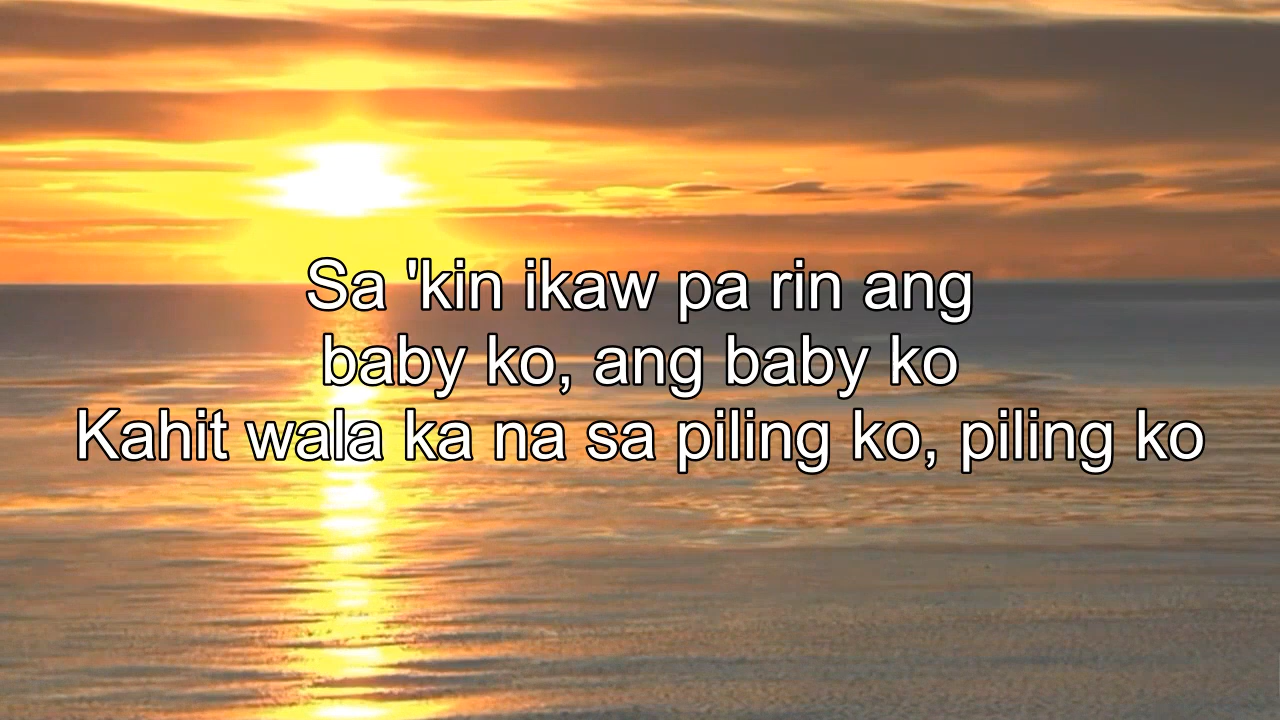 Sa 'kin ikaw pa rin ang
baby ko, ang baby ko
Kahit wala ka na sa piling ko, piling ko